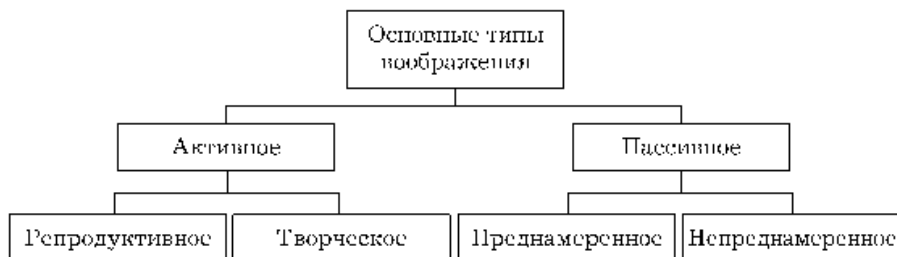 Основные типы
воображения
Активное
Пассивное
Репродуктивное
Творческое
Преднамеренное
Непреднамеренное